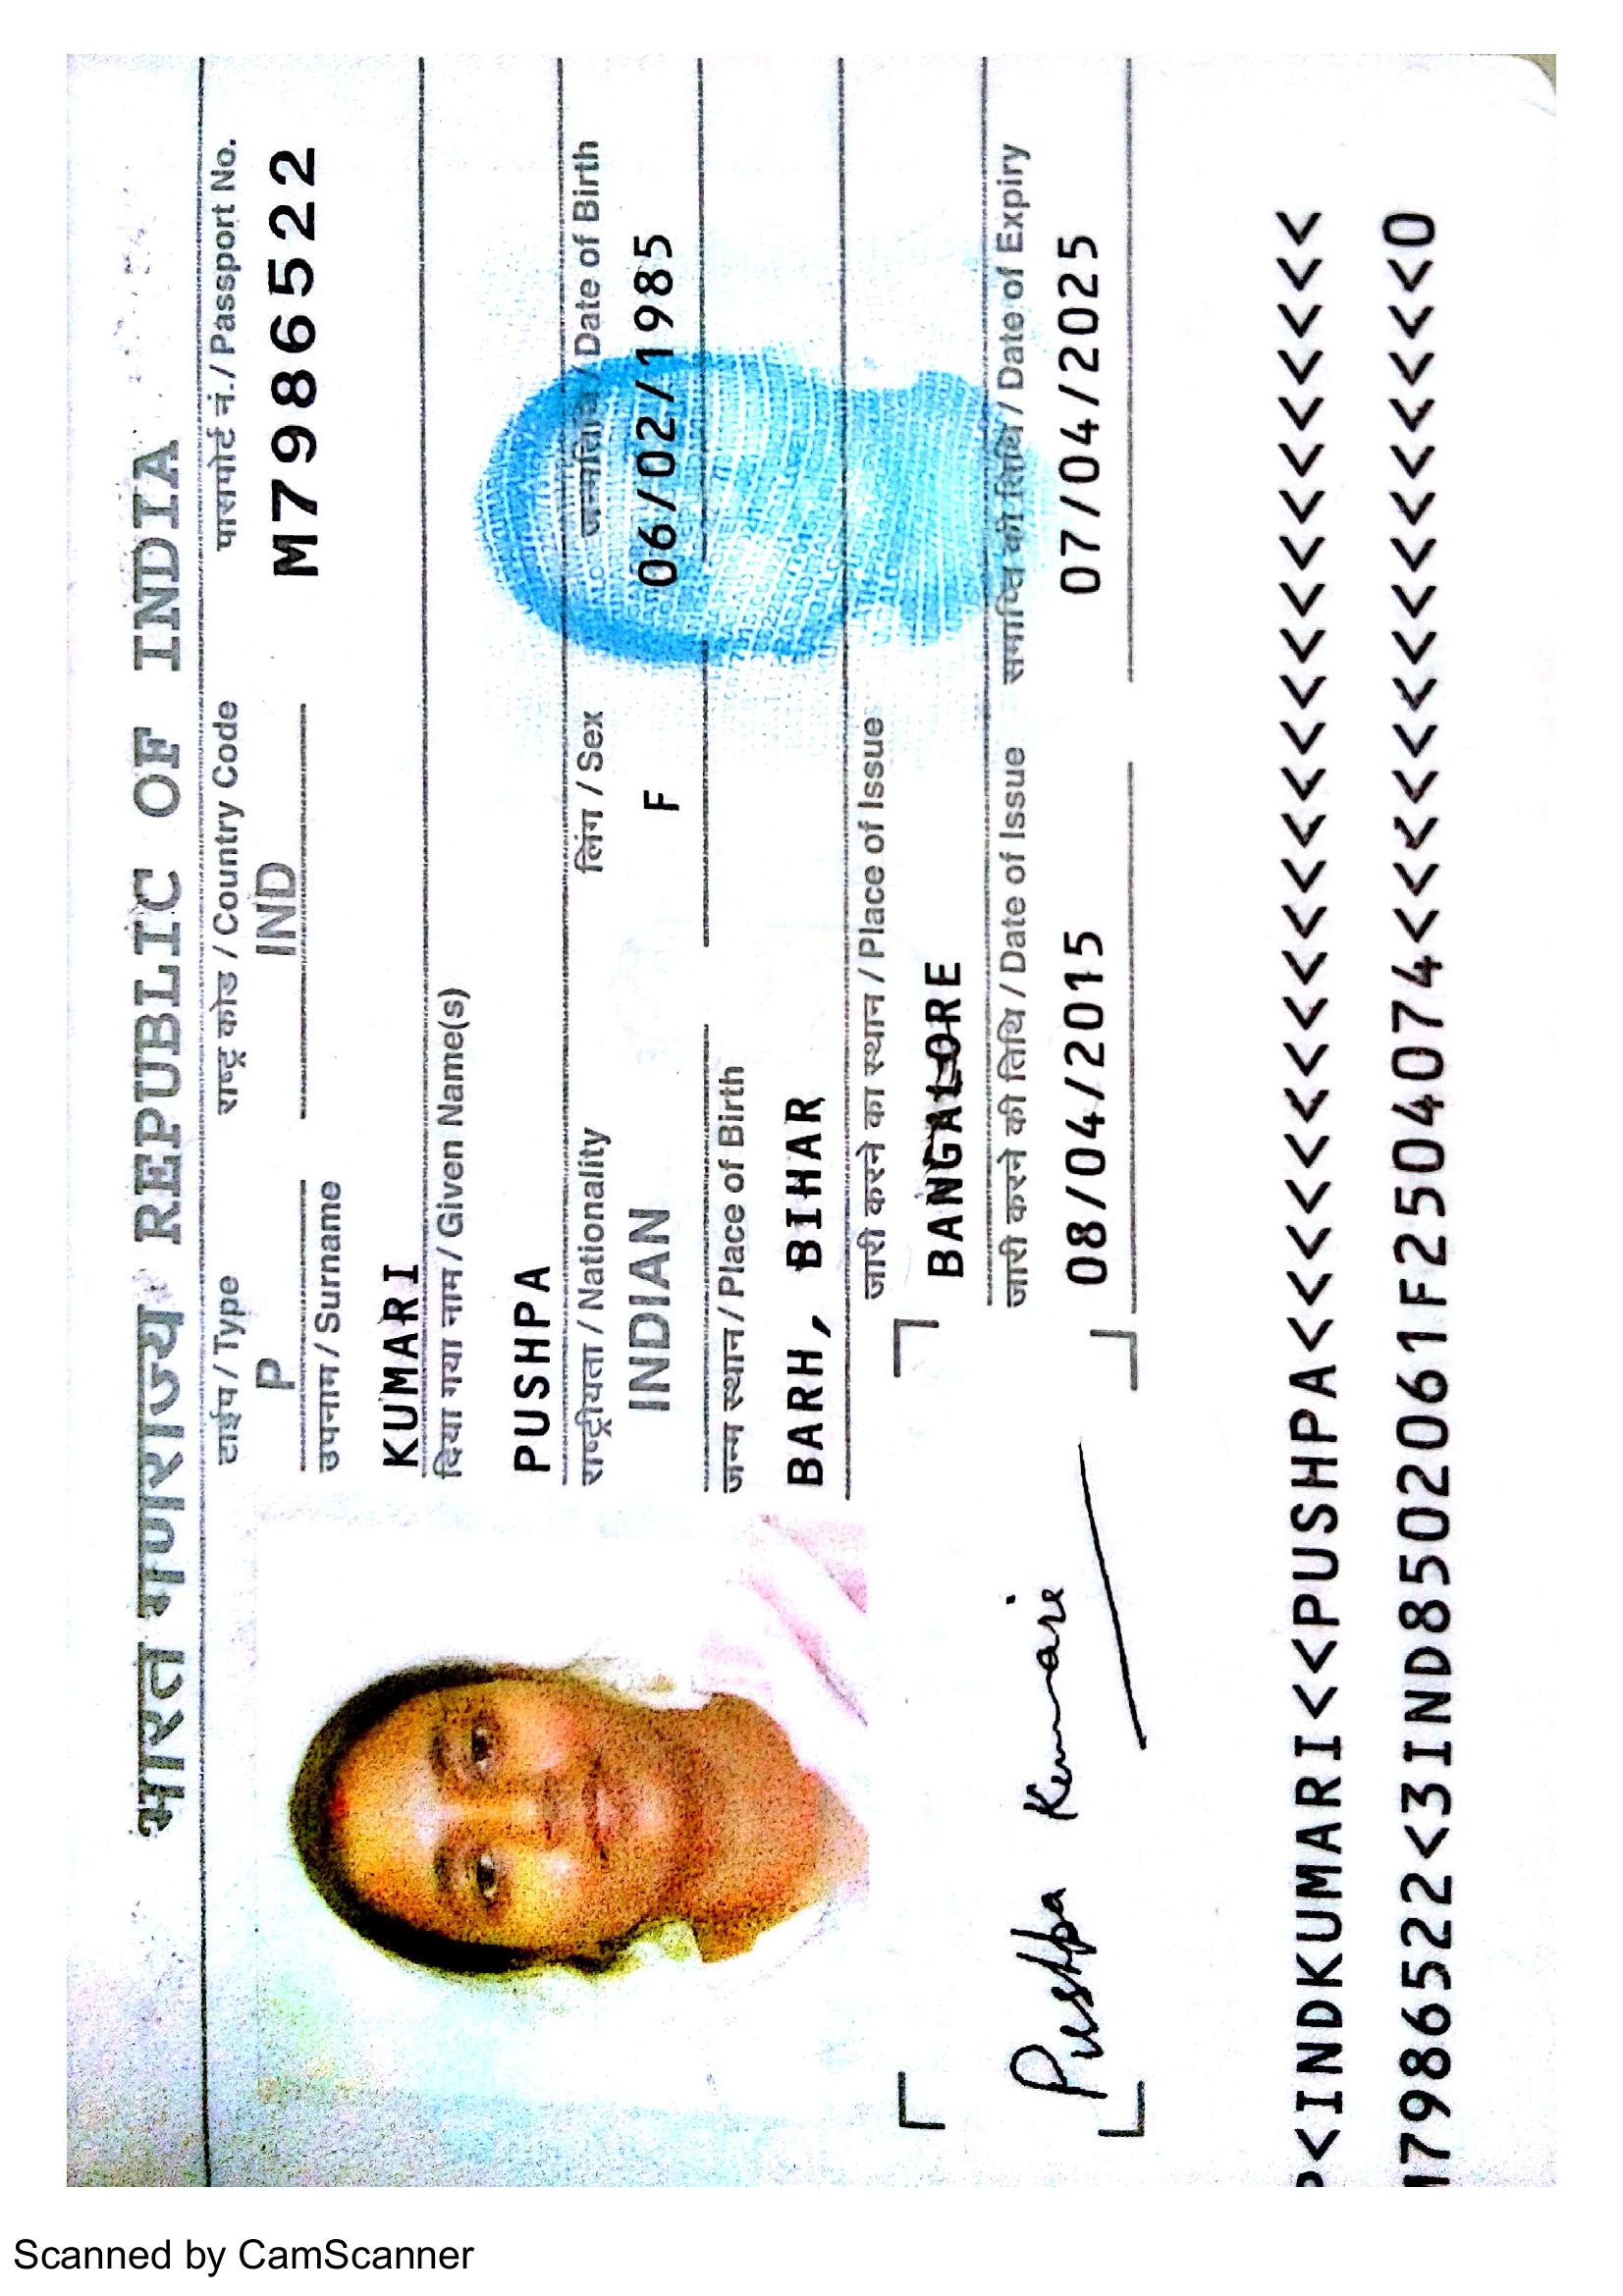 भारत गणराज्य REPUBLIC OF INDIA
टाईप / Type राष्ट्र कोड / Country Code पासपोर्ट नं. / Passport No.
P IND M7986522
उपनाम / Surname
KUMARI
दिया गया नाम / Given Name(s)
PUSHPA
राष्ट्रीयता / Nationality लिंग / Sex जन्मतिथि / Date of Birth
INDIAN F 06/02/1985
जन्म स्थान / Place of Birth
BARH, BIHAR
जारी करने का स्थान / Place of Issue
BANGALORE
जारी करने की तिथि / Date of Issue समाप्ति की तिथि / Date of Expiry
08/04/2015 07/04/2025
Pushpa Kumari
P<INDKUMARI<<PUSHPA<<<<<<<<<<<<<<<<<<<<<<<<<
M7986522<3IND8502061F2504074<<<<<<<<<<<<<<<0
Scanned by CamScanner